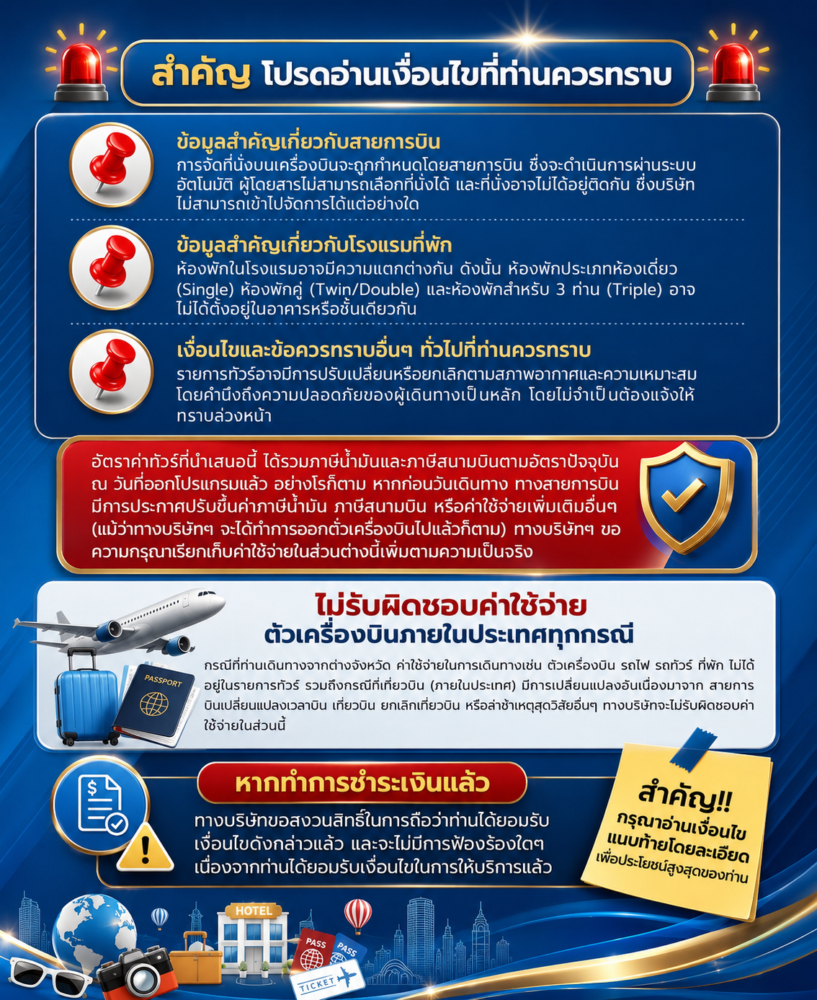 สำคัญ โปรดอ่านเงื่อนไขที่ท่านควรทราบ
ข้อมูลสำคัญเกี่ยวกับสายการบิน
การจัดที่นั่งบนเครื่องบินจะถูกกำหนดโดยสายการบิน ซึ่งจะดำเนินการผ่านระบบ
อัตโนมัติ ผู้โดยสารไม่สามารถเลือกที่นั่งได้ และที่นั่งอาจไม่ได้อยู่ติดกัน ซึ่งบริษัท
ไม่สามารถเข้าไปจัดการได้แต่อย่างใด
ข้อมูลสำคัญเกี่ยวกับโรงแรมที่พัก
ห้องพักในโรงแรมอาจมีความแตกต่างกัน ดังนั้น ห้องพักประเภทห้องเดี่ยว
(Single) ห้องพักคู่ (Twin/Double) และห้องพักสำหรับ 3 ท่าน (Triple) อาจ
ไม่ได้ตั้งอยู่ในอาคารหรือชั้นเดียวกัน
เงื่อนไขและข้อควรทราบอื่นๆ ทั่วไปที่ท่านควรทราบ
รายการทัวร์อาจมีการปรับเปลี่ยนหรือยกเลิกตามสภาพอากาศและความเหมาะสม
โดยคำนึงถึงความปลอดภัยของผู้เดินทางเป็นหลัก โดยไม่จำเป็นต้องแจ้งให้
ทราบล่วงหน้า
อัตราค่าทัวร์ที่นำเสนอนี้ ได้รวมภาษีน้ำมันและภาษีสนามบินตามอัตราปัจจุบัน
ณ วันที่ออกโปรแกรมแล้ว อย่างไรก็ตาม หากก่อนวันเดินทาง ทางสายการบิน
มีการประกาศปรับขึ้นค่าภาษีน้ำมัน ภาษีสนามบิน หรือค่าใช้จ่ายเพิ่มเติมอื่นๆ
(แม้ว่าทางบริษัทฯ จะได้ทำการออกตั๋วเครื่องบินไปแล้วก็ตาม) ทางบริษัทฯ ขอ
ความกรุณาเรียกเก็บค่าใช้จ่ายในส่วนต่างนี้เพิ่มตามความเป็นจริง
ไม่รับผิดชอบค่าใช้จ่าย
ตัวเครื่องบินภายในประเทศทุกกรณี
กรณีที่ท่านเดินทางจากต่างจังหวัด ค่าใช้จ่ายในการเดินทางเช่น ตัวเครื่องบิน รถไฟ รถทัวร์ ที่พัก ไม่ได้
อยู่ในรายการทัวร์ รวมถึงกรณีที่เที่ยวบิน (ภายในประเทศ) มีการเปลี่ยนแปลงอันเนื่องมาจาก สายการ
บินเปลี่ยนแปลงเวลาบิน เที่ยวบิน ยกเลิกเที่ยวบิน หรือล่าช้าเหตุสุดวิสัยอื่นๆ ทางบริษัทจะไม่รับผิดชอบค่า
ใช้จ่ายในส่วนนี้
PASSPORT
หากทำการชำระเงินแล้ว
ทางบริษัทขอสงวนสิทธิ์ในการถือว่าท่านได้ยอมรับ
เงื่อนไขดังกล่าวแล้ว และจะไม่มีการฟ้องร้องใดๆ
เนื่องจากท่านได้ยอมรับเงื่อนไขในการให้บริการแล้ว
สำคัญ!!
กรุณาอ่านเงื่อนไข
แนบท้ายโดยละเอียด
เพื่อประโยชน์สูงสุดของท่าน
HOTEL
PASS
PASS
TICKET